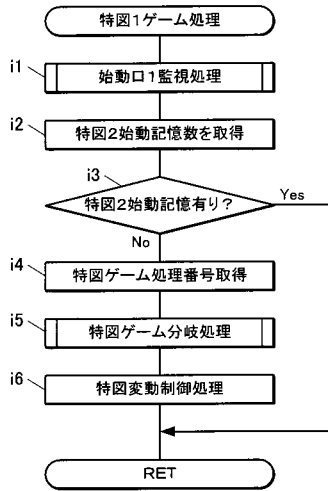 特図1ゲーム処理
i1
始動口1監視処理
i2
特図2始動記憶数を取得
i3
特図2始動記憶有り？
Yes
No
i4
特図ゲーム処理番号取得
i5
特図ゲーム分岐処理
i6
特図変動制御処理
RET